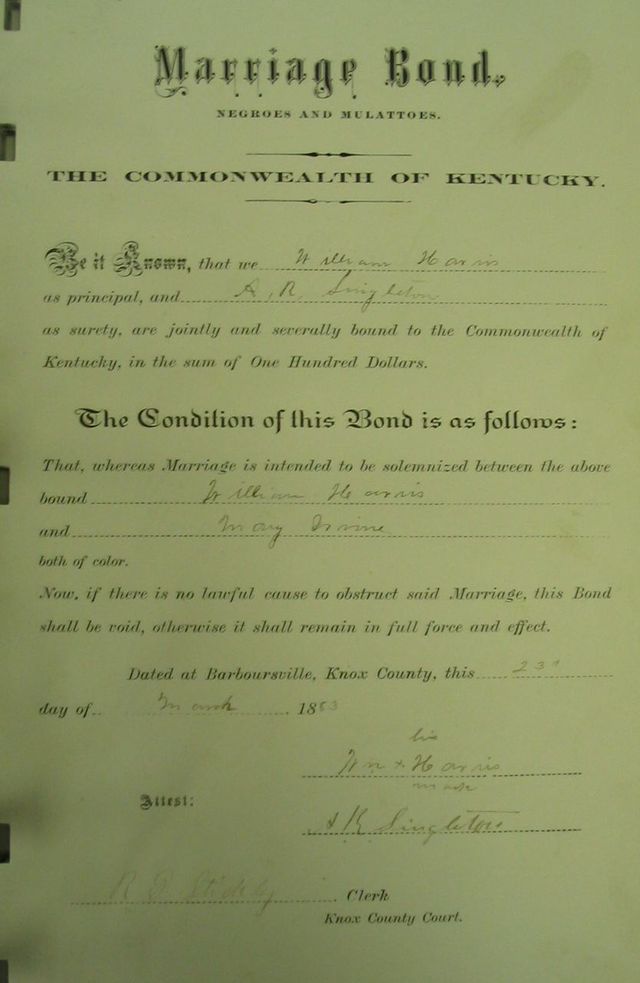 Marriage Bond,
NEGROES AND MULATTOES.
THE COMMONWEALTH OF KENTUCKY.
Be it Known, that we William Harris
as principal, and A, R, Singleton
as surety, are jointly and severally bound to the Commonwealth of
Kentucky, in the sum of One Hundred Dollars.
The Condition of this Bond is as follows:
That, whereas Marriage is intended to be solemnized between the above
bound William Harris
and Mary Irvine
both of color.
Now, if there is no lawful cause to obstruct said Marriage, this Bond
shall be void, otherwise it shall remain in full force and effect.
Dated at Barboursville, Knox County, this 23d
day of March 1883
his
Wm x Harris
mark
Attest:
A R Singleton
Clerk
Knox County Court.